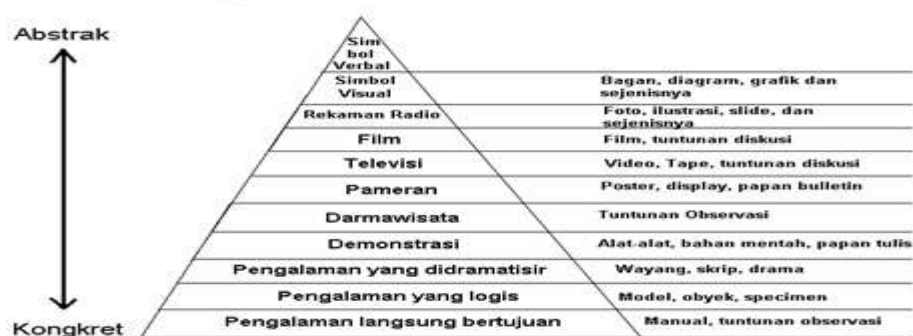 Abstrak
Sim
bol
Verbal
Simbol
Visual
Bagan, diagram, grafik dan
sejenisnya
Rekaman Radio
Foto, ilustrasi, slide, dan
sejenisnya
Film
Film, tuntunan diskusi
Televisi
Video, Tape, tuntunan diskusi
Pameran
Poster, display, papan bulletin
Darmawisata
Tuntunan Observasi
Demonstrasi
Alat-alat, bahan mentah, papan tulis
Pengalaman yang didramatisir
Wayang, skrip, drama
Pengalaman yang logis
Model, obyek, specimen
Kongkret
Pengalaman langsung bertujuan
Manual, tuntunan observasi